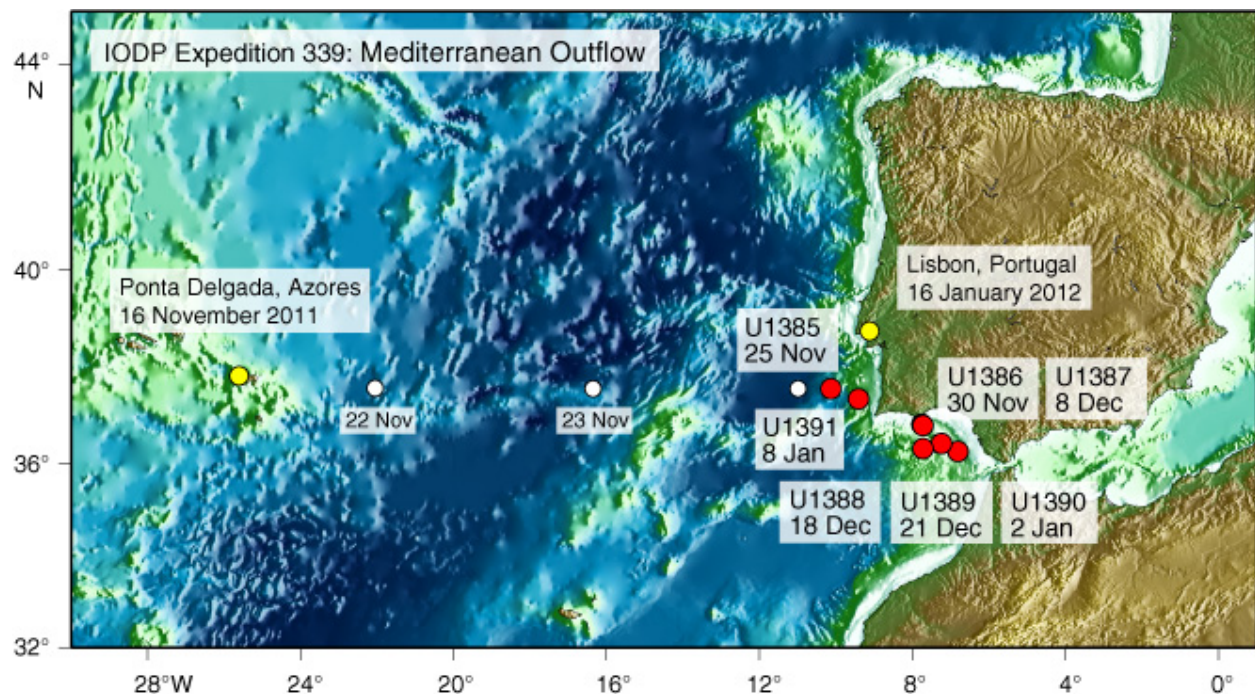 IODP Expedition 339: Mediterranean Outflow
44°
N
40°
36°
32°
Ponta Delgada, Azores
16 November 2011
Lisbon, Portugal
16 January 2012
U1385
25 Nov
22 Nov
23 Nov
U1386
30 Nov
U1387
8 Dec
U1391
8 Jan
U1388
18 Dec
U1389
21 Dec
U1390
2 Jan
28°W
24°
20°
16°
12°
8°
4°
0°